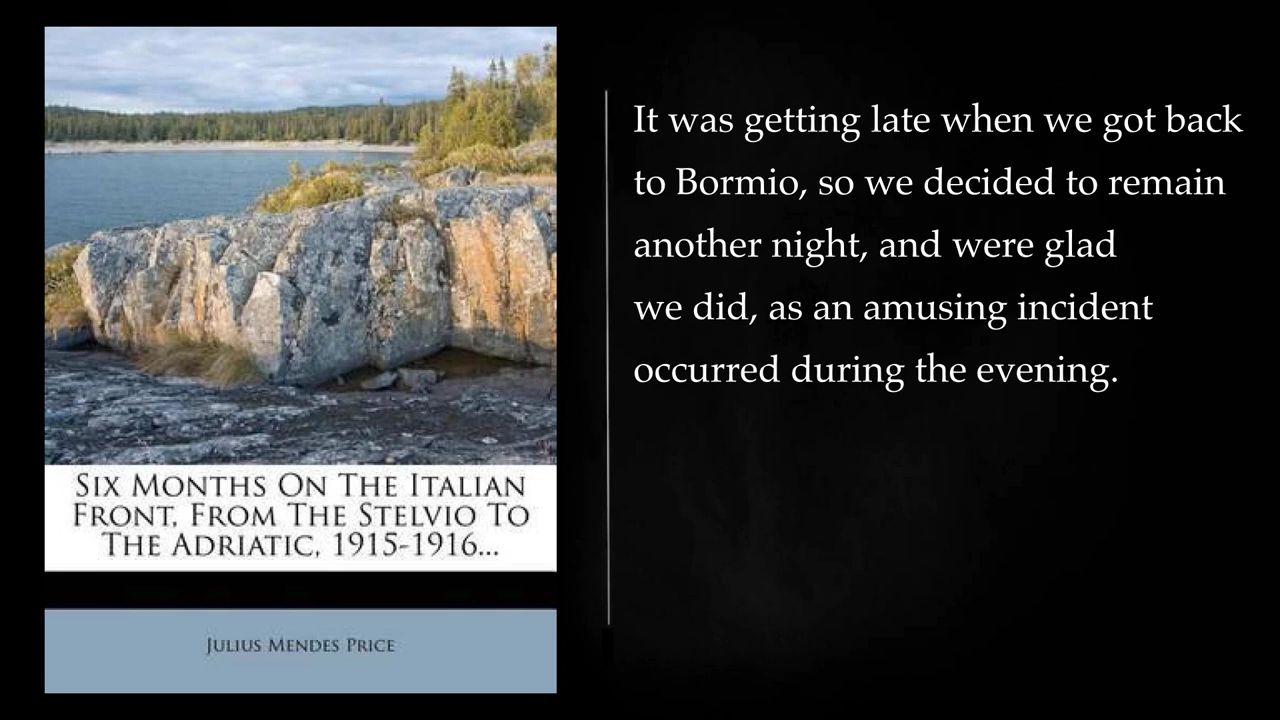 It was getting late when we got back
to Bormio, so we decided to remain
another night, and were glad
we did, as an amusing incident
occurred during the evening.
Six Months On The Italian
Front, From The Stelvio To
The Adriatic, 1915-1916...
Julius Mendes Price